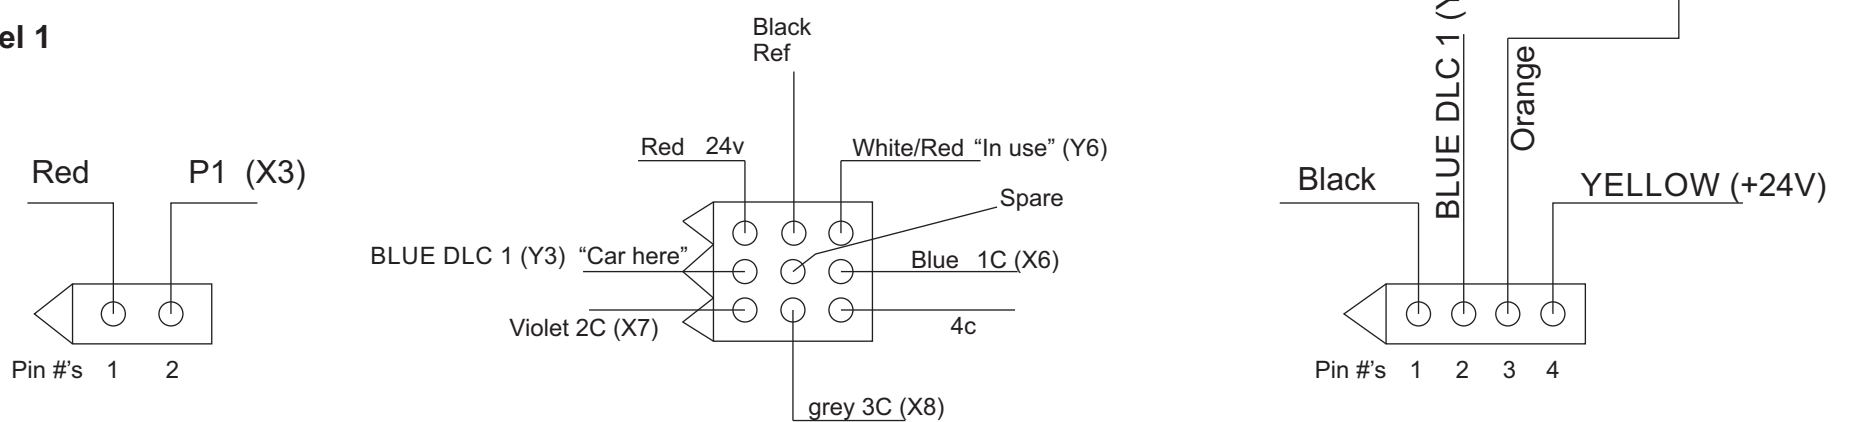 el 1
Black
Ref
Red 24v
White/Red “In use” (Y6)
Spare
BLUE DLC 1 (Y3) “Car here”
Blue 1C (X6)
Violet 2C (X7)
4c
grey 3C (X8)
Red
P1 (X3)
Pin #'s 1 2
BLUE DLC 1 (Y
Orange
Black
YELLOW (+24V)
Pin #'s 1 2 3 4